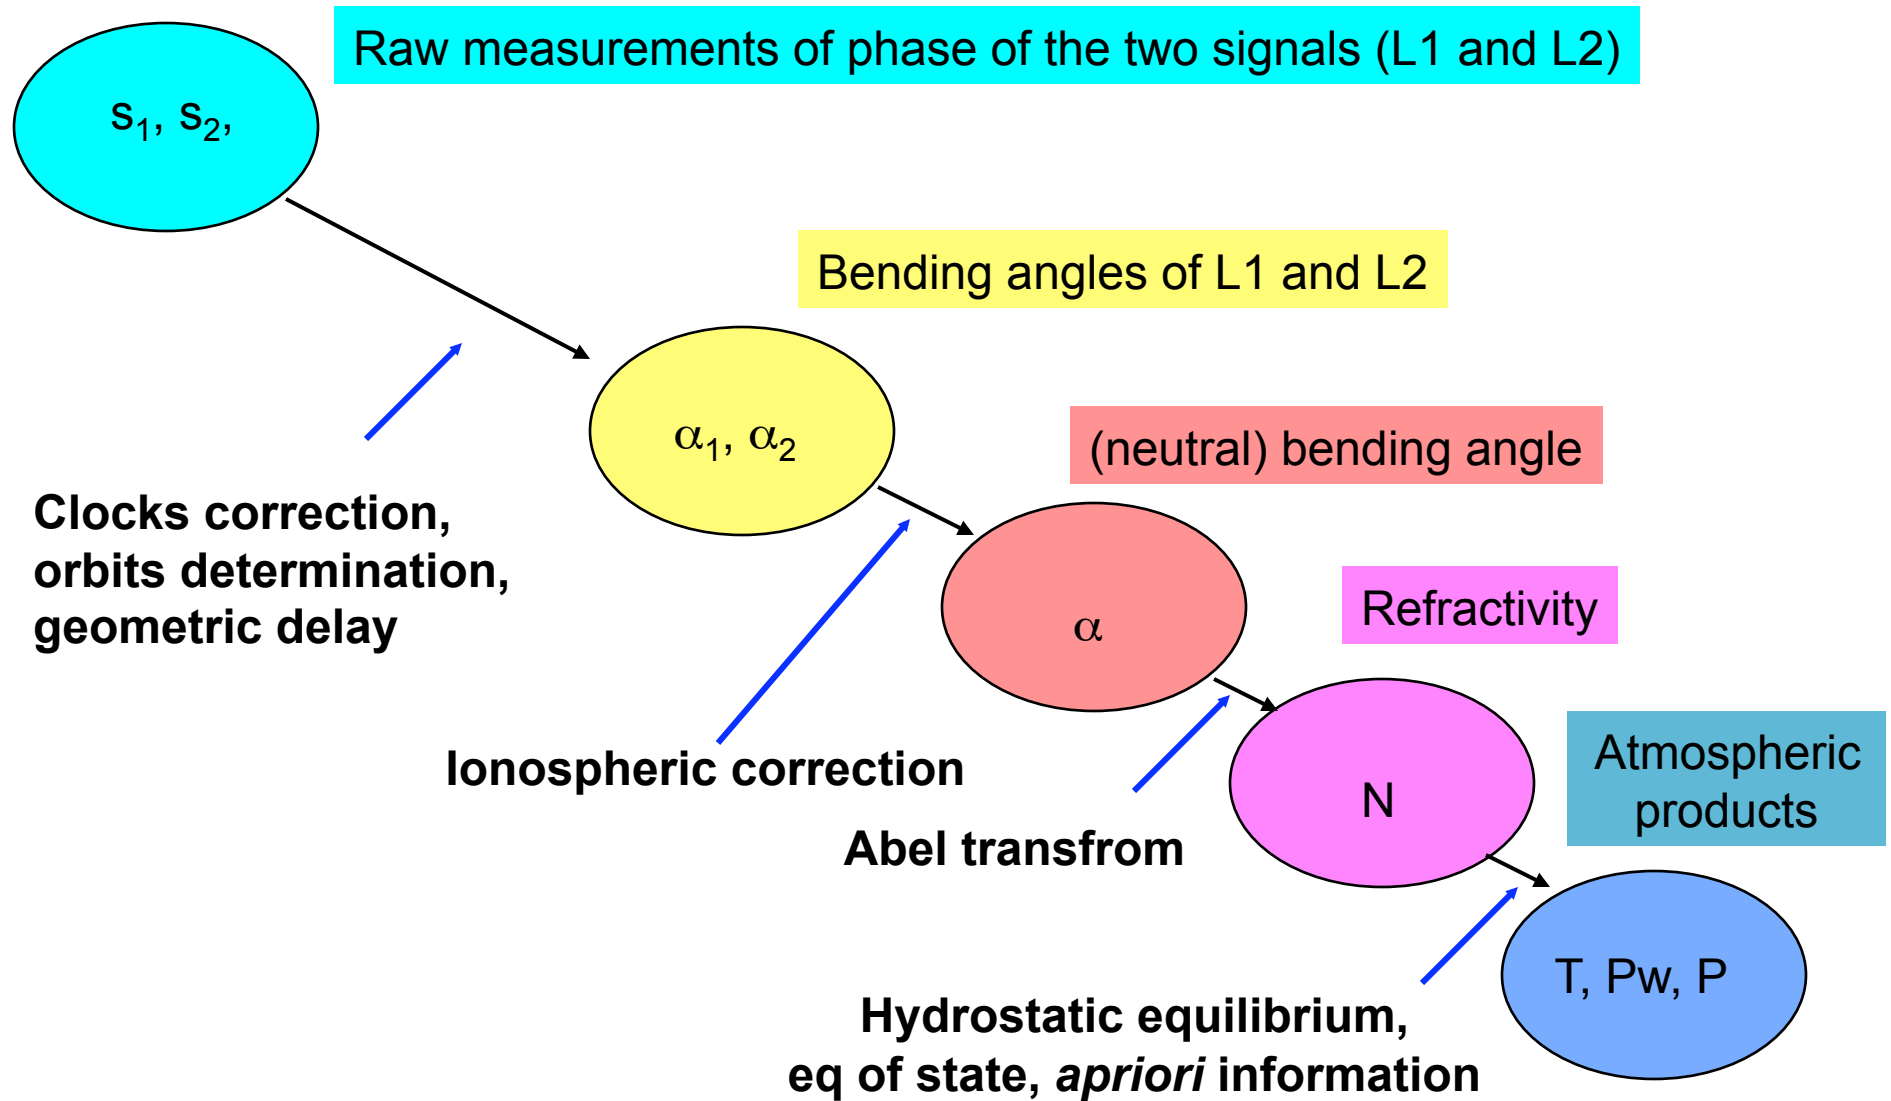 Raw measurements of phase of the two signals (L1 and L2)
s₁, s₂,
Bending angles of L1 and L2
α₁, α₂
(neutral) bending angle
Clocks correction,
orbits determination,
geometric delay
α
Refractivity
Ionospheric correction
N
Atmospheric
products
Abel transfrom
T, Pw, P
Hydrostatic equilibrium,
eq of state, apriori information